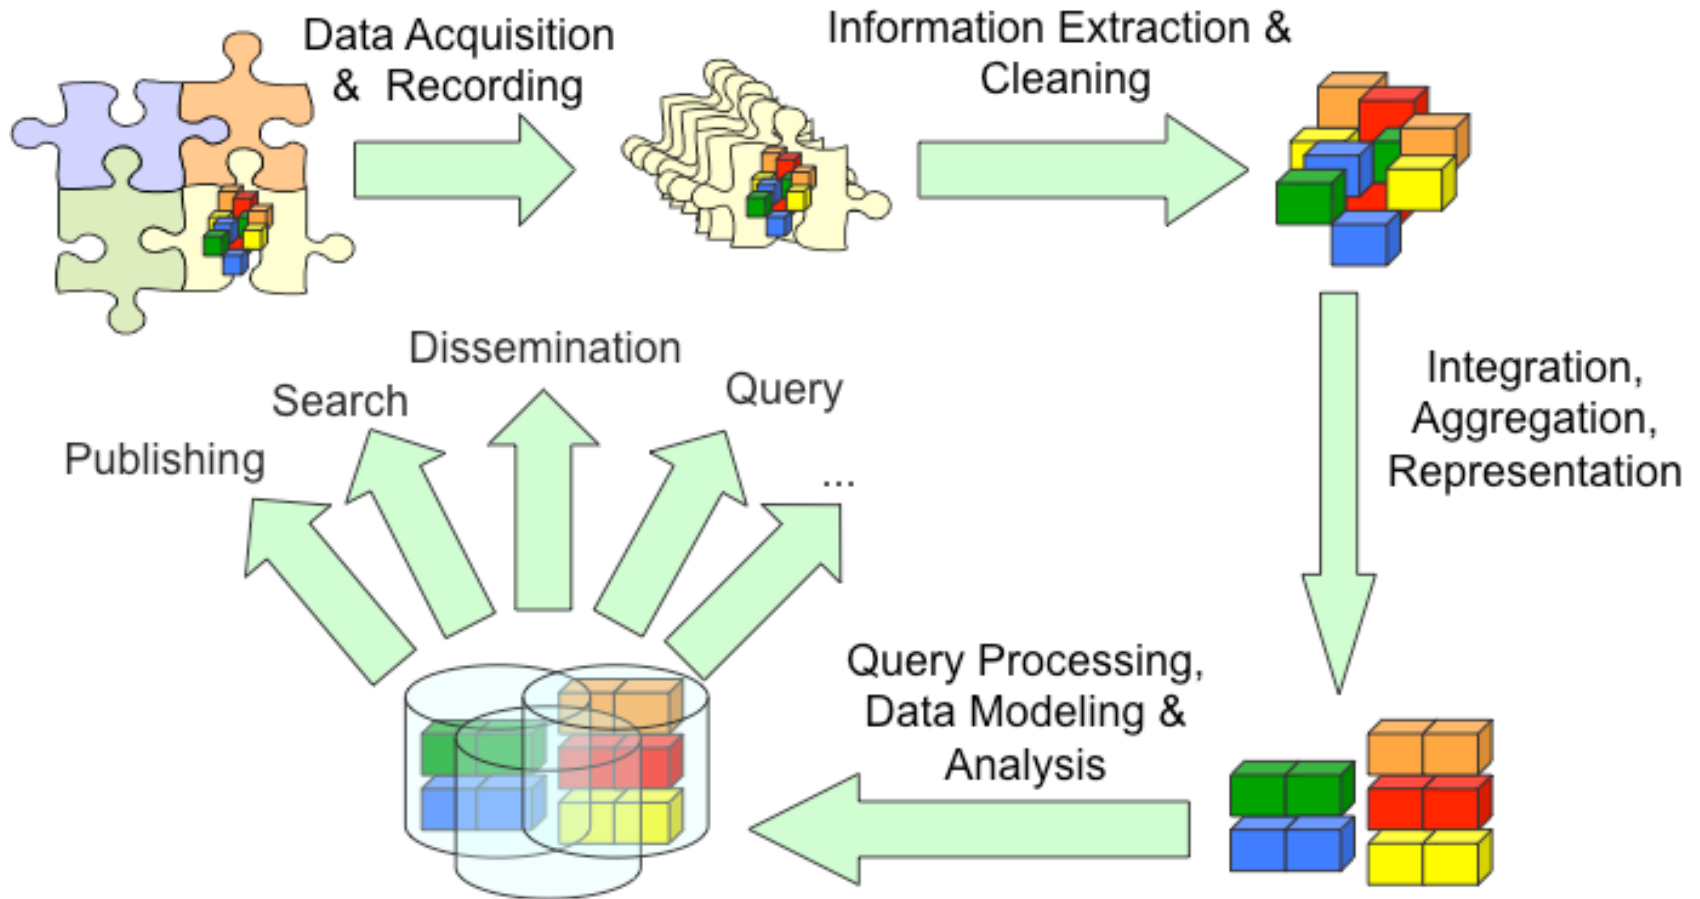 Data Acquisition
& Recording
Information Extraction &
Cleaning
Integration,
Aggregation,
Representation
Query Processing,
Data Modeling &
Analysis
Publishing
Search
Dissemination
Query
...